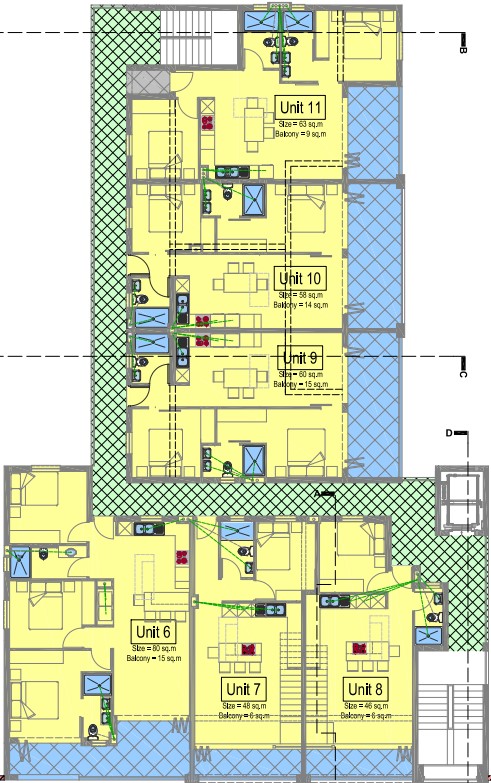 B
Unit 11
Size = 63 sq.m
Balcony = 9 sq.m
Unit 10
Size = 58 sq.m
Balcony = 14 sq.m
Unit 9
Size = 60 sq.m
Balcony = 15 sq.m
C
D
A
Unit 6
Size = 80 sq.m
Balcony = 15 sq.m
Unit 7
Size = 48 sq.m
Balcony = 6 sq.m
Unit 8
Size = 46 sq.m
Balcony = 6 sq.m